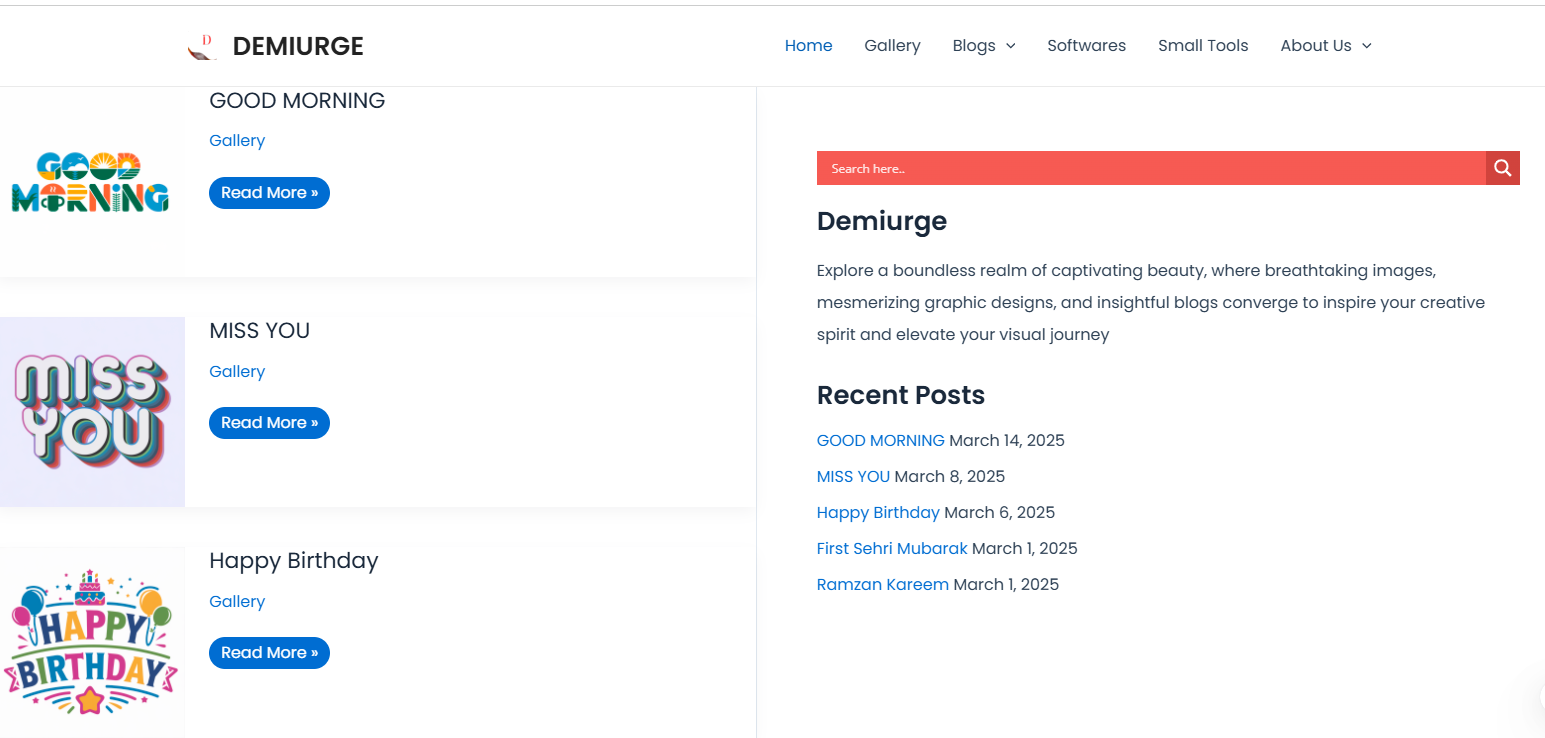 D
DEMIURGE
Home
Gallery
Blogs
Softwares
Small Tools
About Us
GOOD MORNING
Gallery
GOOD
MORNING
Read More »
MISS YOU
Gallery
MISS
YOU
Read More »
Happy Birthday
Gallery
HAPPY
BIRTHDAY
Read More »
Search here..
Demiurge
Explore a boundless realm of captivating beauty, where breathtaking images,
mesmerizing graphic designs, and insightful blogs converge to inspire your creative
spirit and elevate your visual journey
Recent Posts
GOOD MORNING March 14, 2025
MISS YOU March 8, 2025
Happy Birthday March 6, 2025
First Sehri Mubarak March 1, 2025
Ramzan Kareem March 1, 2025